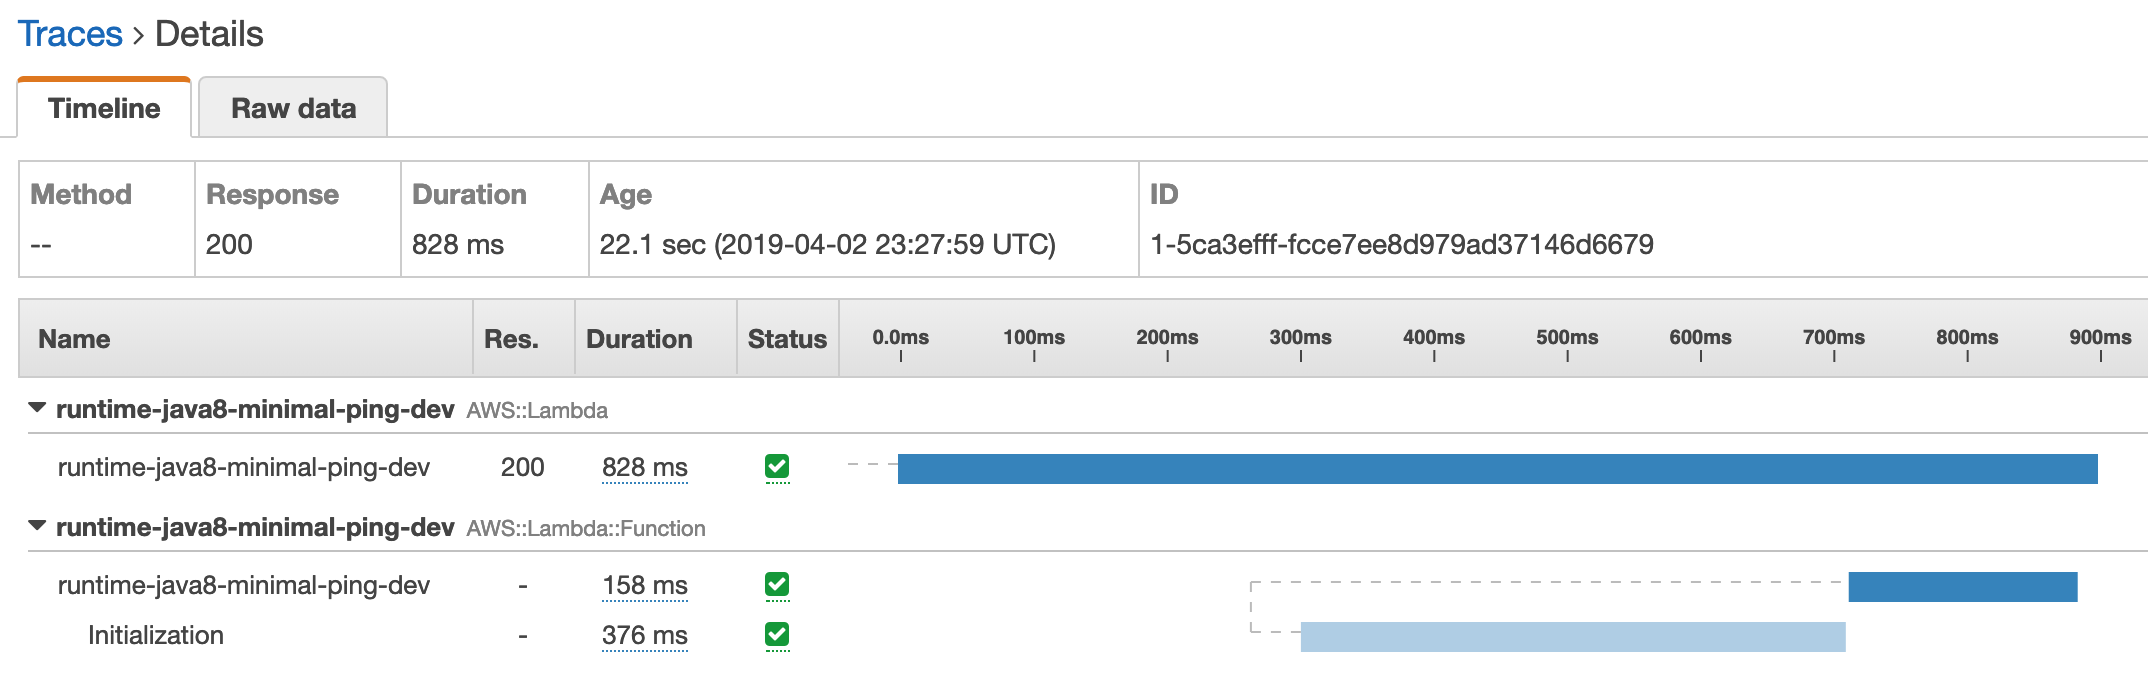 Traces > Details
Timeline Raw data
Method Response Duration Age ID
-- 200 828 ms 22.1 sec (2019-04-02 23:27:59 UTC) 1-5ca3efff-fcce7ee8d979ad37146d6679
Name Res. Duration Status 0.0ms 100ms 200ms 300ms 400ms 500ms 600ms 700ms 800ms 900ms
runtime-java8-minimal-ping-dev AWS::Lambda
runtime-java8-minimal-ping-dev 200 828 ms
runtime-java8-minimal-ping-dev AWS::Lambda::Function
runtime-java8-minimal-ping-dev - 158 ms
Initialization - 376 ms